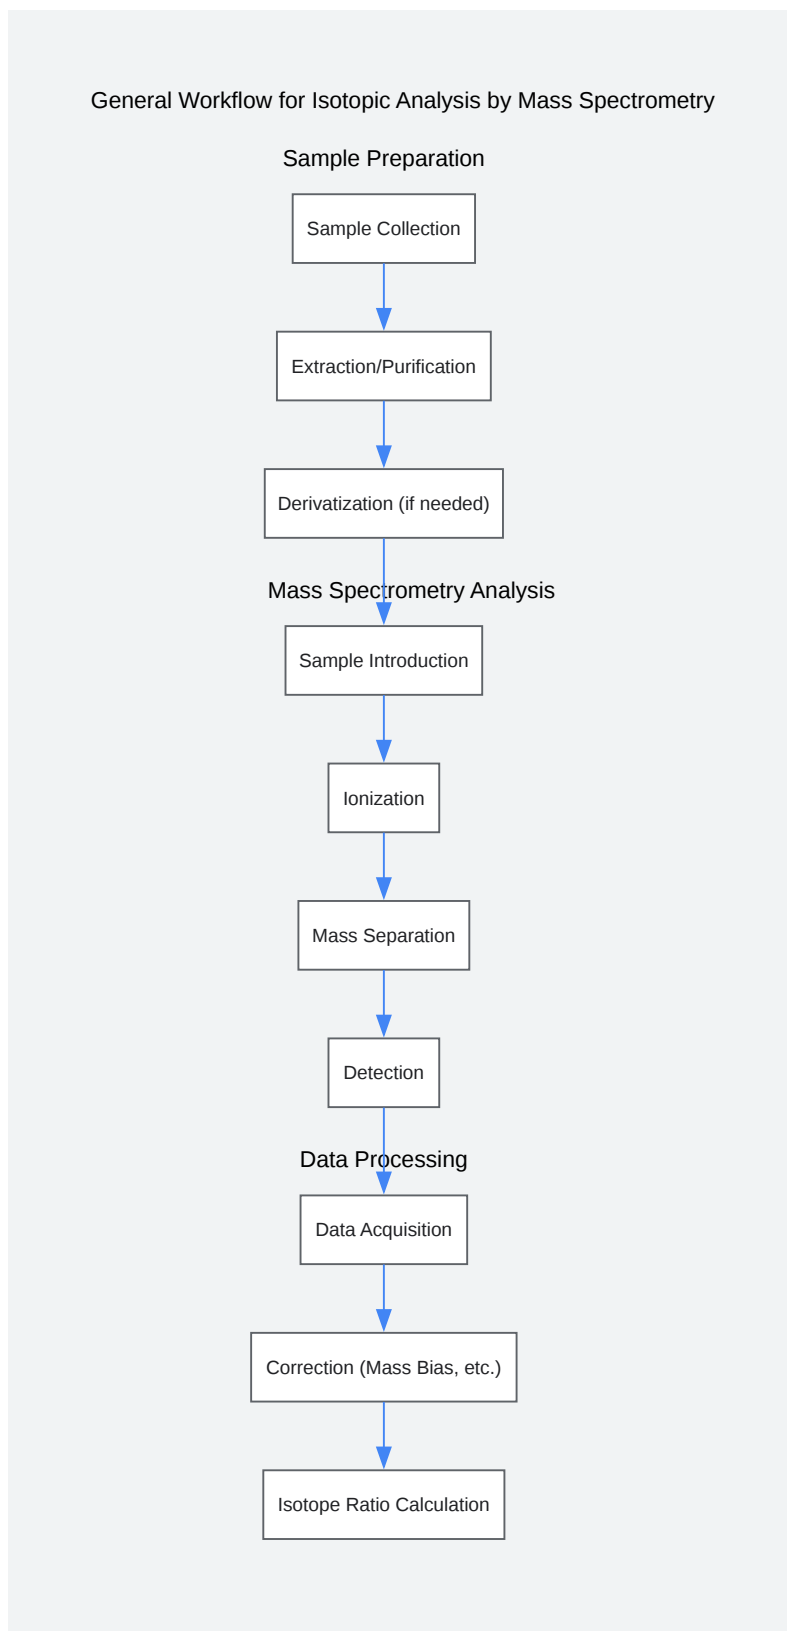 General Workflow for Isotopic Analysis by Mass Spectrometry
Sample Preparation
Sample Collection
Extraction/Purification
Derivatization (if needed)
Mass Spectrometry Analysis
Sample Introduction
Ionization
Mass Separation
Detection
Data Processing
Data Acquisition
Correction (Mass Bias, etc.)
Isotope Ratio Calculation